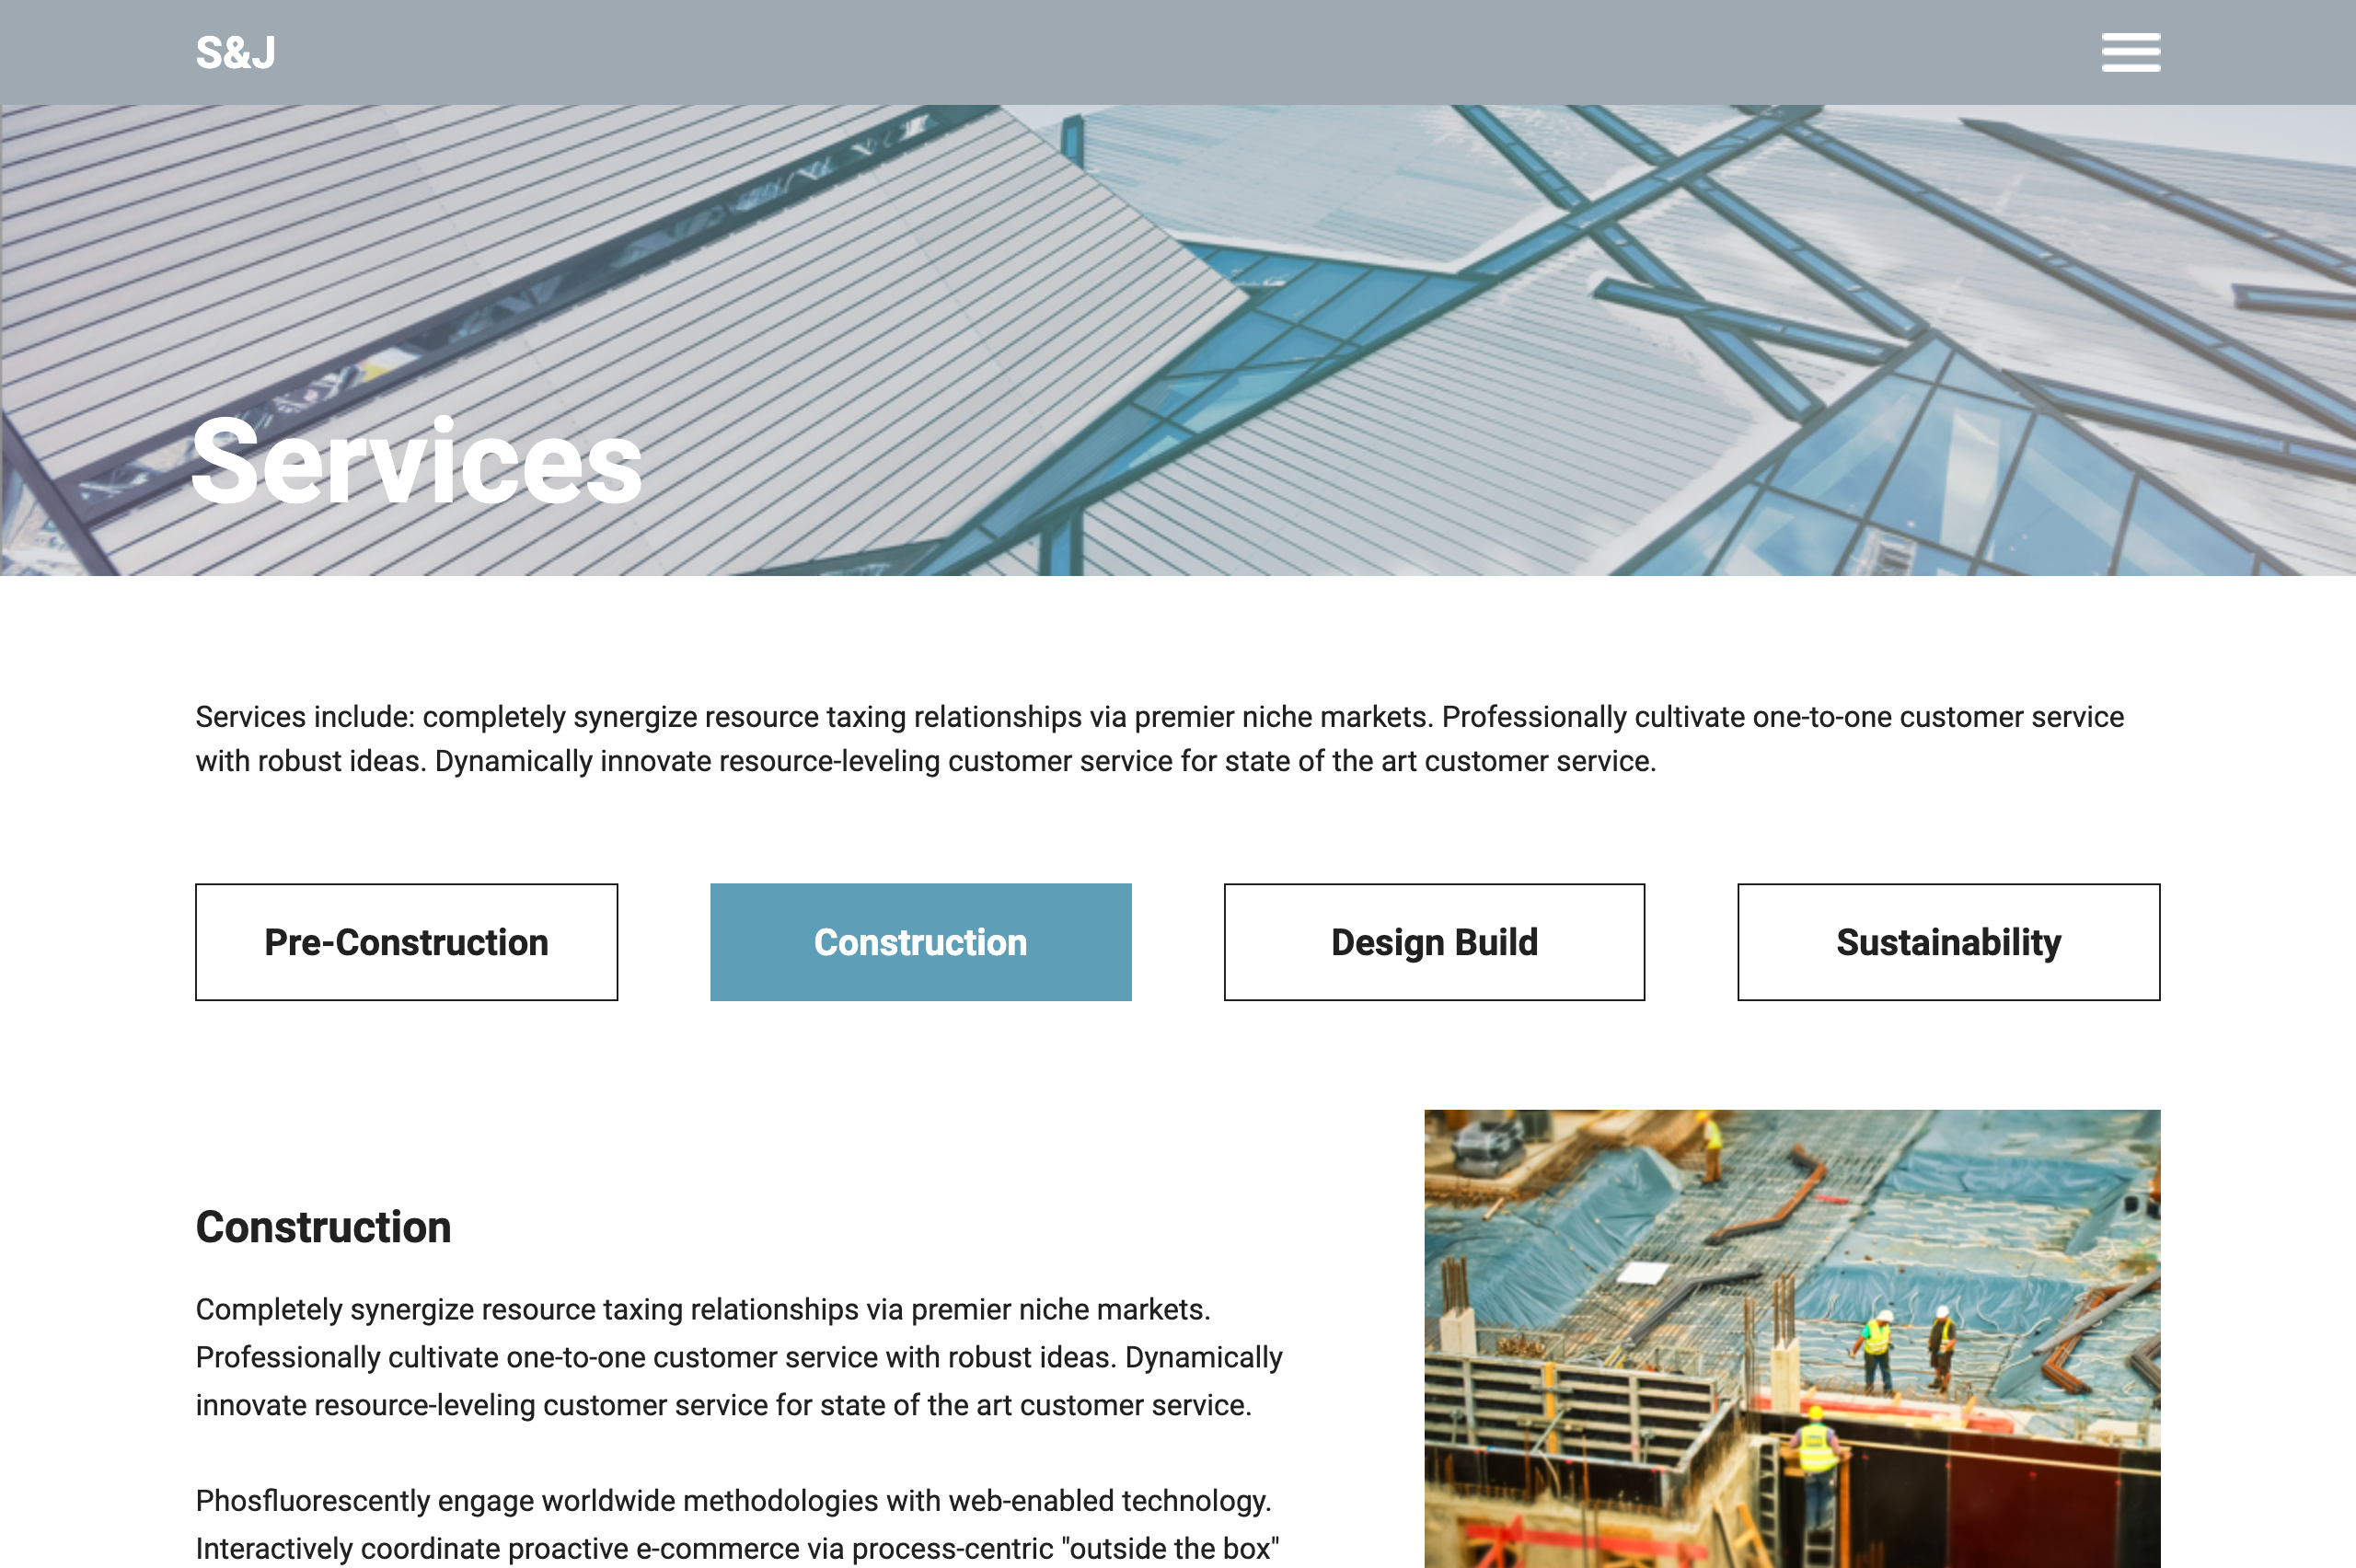 S&J
Services
Services include: completely synergize resource taxing relationships via premier niche markets. Professionally cultivate one-to-one customer service
with robust ideas. Dynamically innovate resource-leveling customer service for state of the art customer service.
Pre-Construction
Construction
Design Build
Sustainability
Construction
Completely synergize resource taxing relationships via premier niche markets.
Professionally cultivate one-to-one customer service with robust ideas. Dynamically
innovate resource-leveling customer service for state of the art customer service.
Phosfluorescently engage worldwide methodologies with web-enabled technology.
Interactively coordinate proactive e-commerce via process-centric "outside the box"